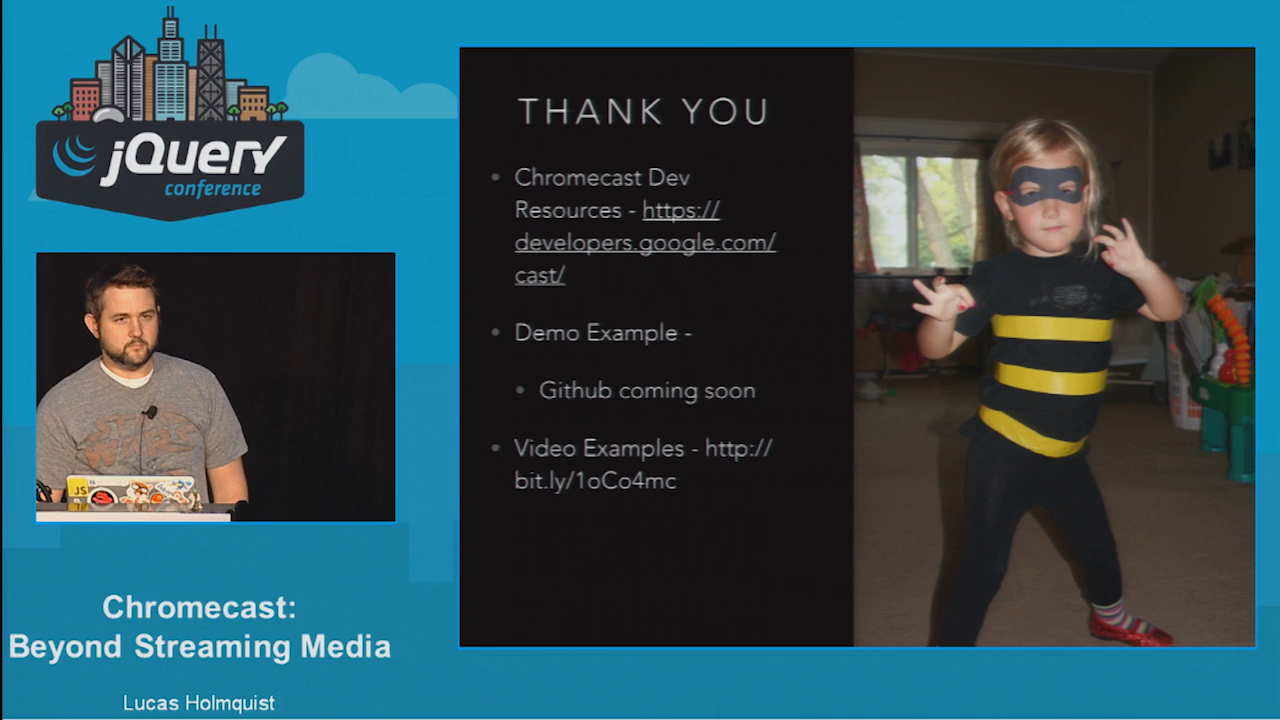 jQuery
conference
THANK YOU
• Chromecast Dev
Resources - https://
developers.google.com/
cast/
• Demo Example -
• Github coming soon
• Video Examples - http://
bit.ly/1oCo4mc
JS
Chromecast:
Beyond Streaming Media
Lucas Holmquist